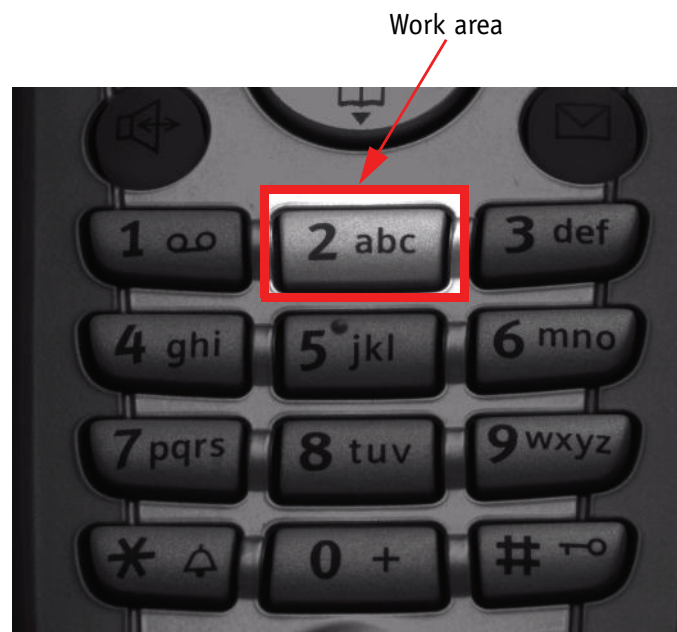 Work area
1
2 abc
3 def
4 ghi
5 jkl
6 mno
7 pqrs
8 tuv
9 wxyz
*
0 +
#